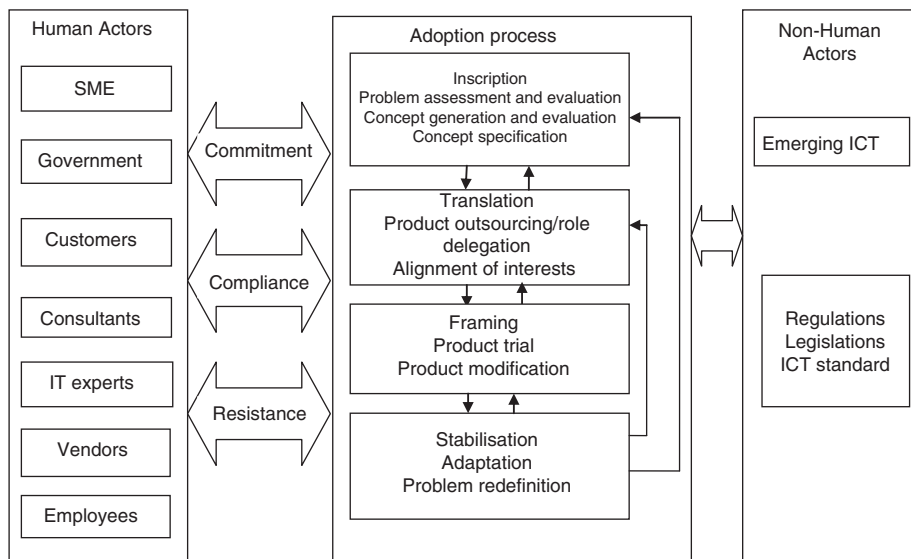 Human Actors
SME
Government
Customers
Consultants
IT experts
Vendors
Employees
Commitment
Compliance
Resistance
Adoption process
Inscription
Problem assessment and evaluation
Concept generation and evaluation
Concept specification
Translation
Product outsourcing/role
delegation
Alignment of interests
Framing
Product trial
Product modification
Stabilisation
Adaptation
Problem redefinition
Non-Human
Actors
Emerging ICT
Regulations
Legislations
ICT standard